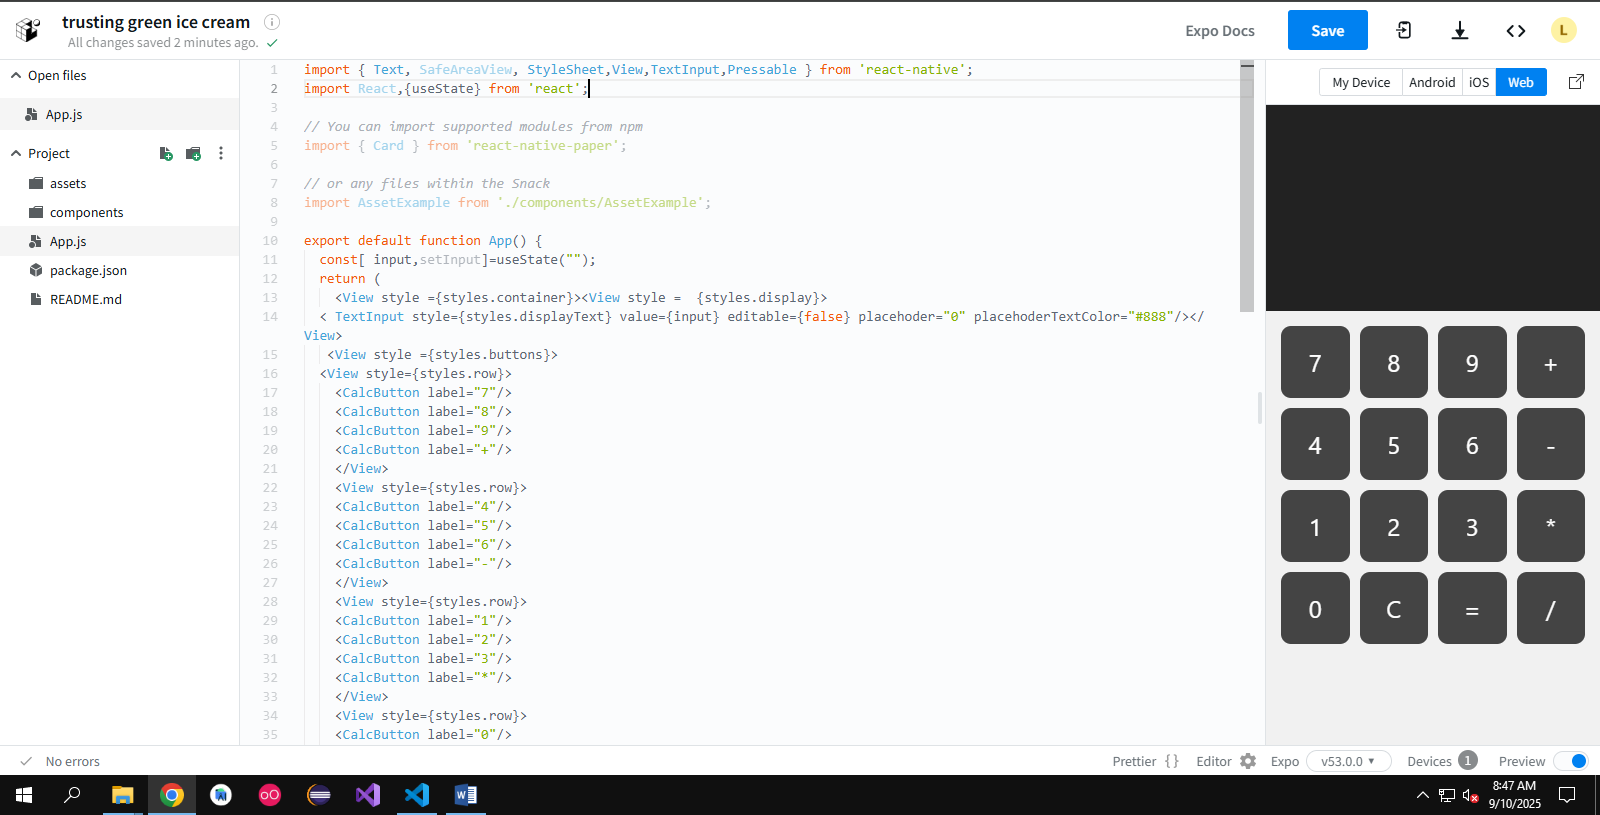 trusting green ice cream
All changes saved 2 minutes ago.
Expo Docs
Save
L
Open files
App.js
Project
assets
components
App.js
package.json
README.md
1 import { Text, SafeAreaView, StyleSheet,View,TextInput,Pressable } from 'react-native';
2 import React,{useState} from 'react';
3
4 // You can import supported modules from npm
5 import { Card } from 'react-native-paper';
6
7 // or any files within the Snack
8 import AssetExample from './components/AssetExample';
9
10 export default function App() {
11 const[ input,setInput]=useState("");
12 return (
13 <View style ={styles.container}><View style =  {styles.display}>
14 < TextInput style={styles.displayText} value={input} editable={false} placehoder="0" placehoderTextColor="#888"/></
View>
15 <View style ={styles.buttons}>
16 <View style={styles.row}>
17 <CalcButton label="7"/>
18 <CalcButton label="8"/>
19 <CalcButton label="9"/>
20 <CalcButton label="+"/>
21 </View>
22 <View style={styles.row}>
23 <CalcButton label="4"/>
24 <CalcButton label="5"/>
25 <CalcButton label="6"/>
26 <CalcButton label="-"/>
27 </View>
28 <View style={styles.row}>
29 <CalcButton label="1"/>
30 <CalcButton label="2"/>
31 <CalcButton label="3"/>
32 <CalcButton label="*"/>
33 </View>
34 <View style={styles.row}>
35 <CalcButton label="0"/>
My Device Android iOS Web
7 8 9 +
4 5 6 -
1 2 3 *
0 C = /
No errors
Prettier {} Editor Expo v53.0.0 Devices 1 Preview
8:47 AM
9/10/2025